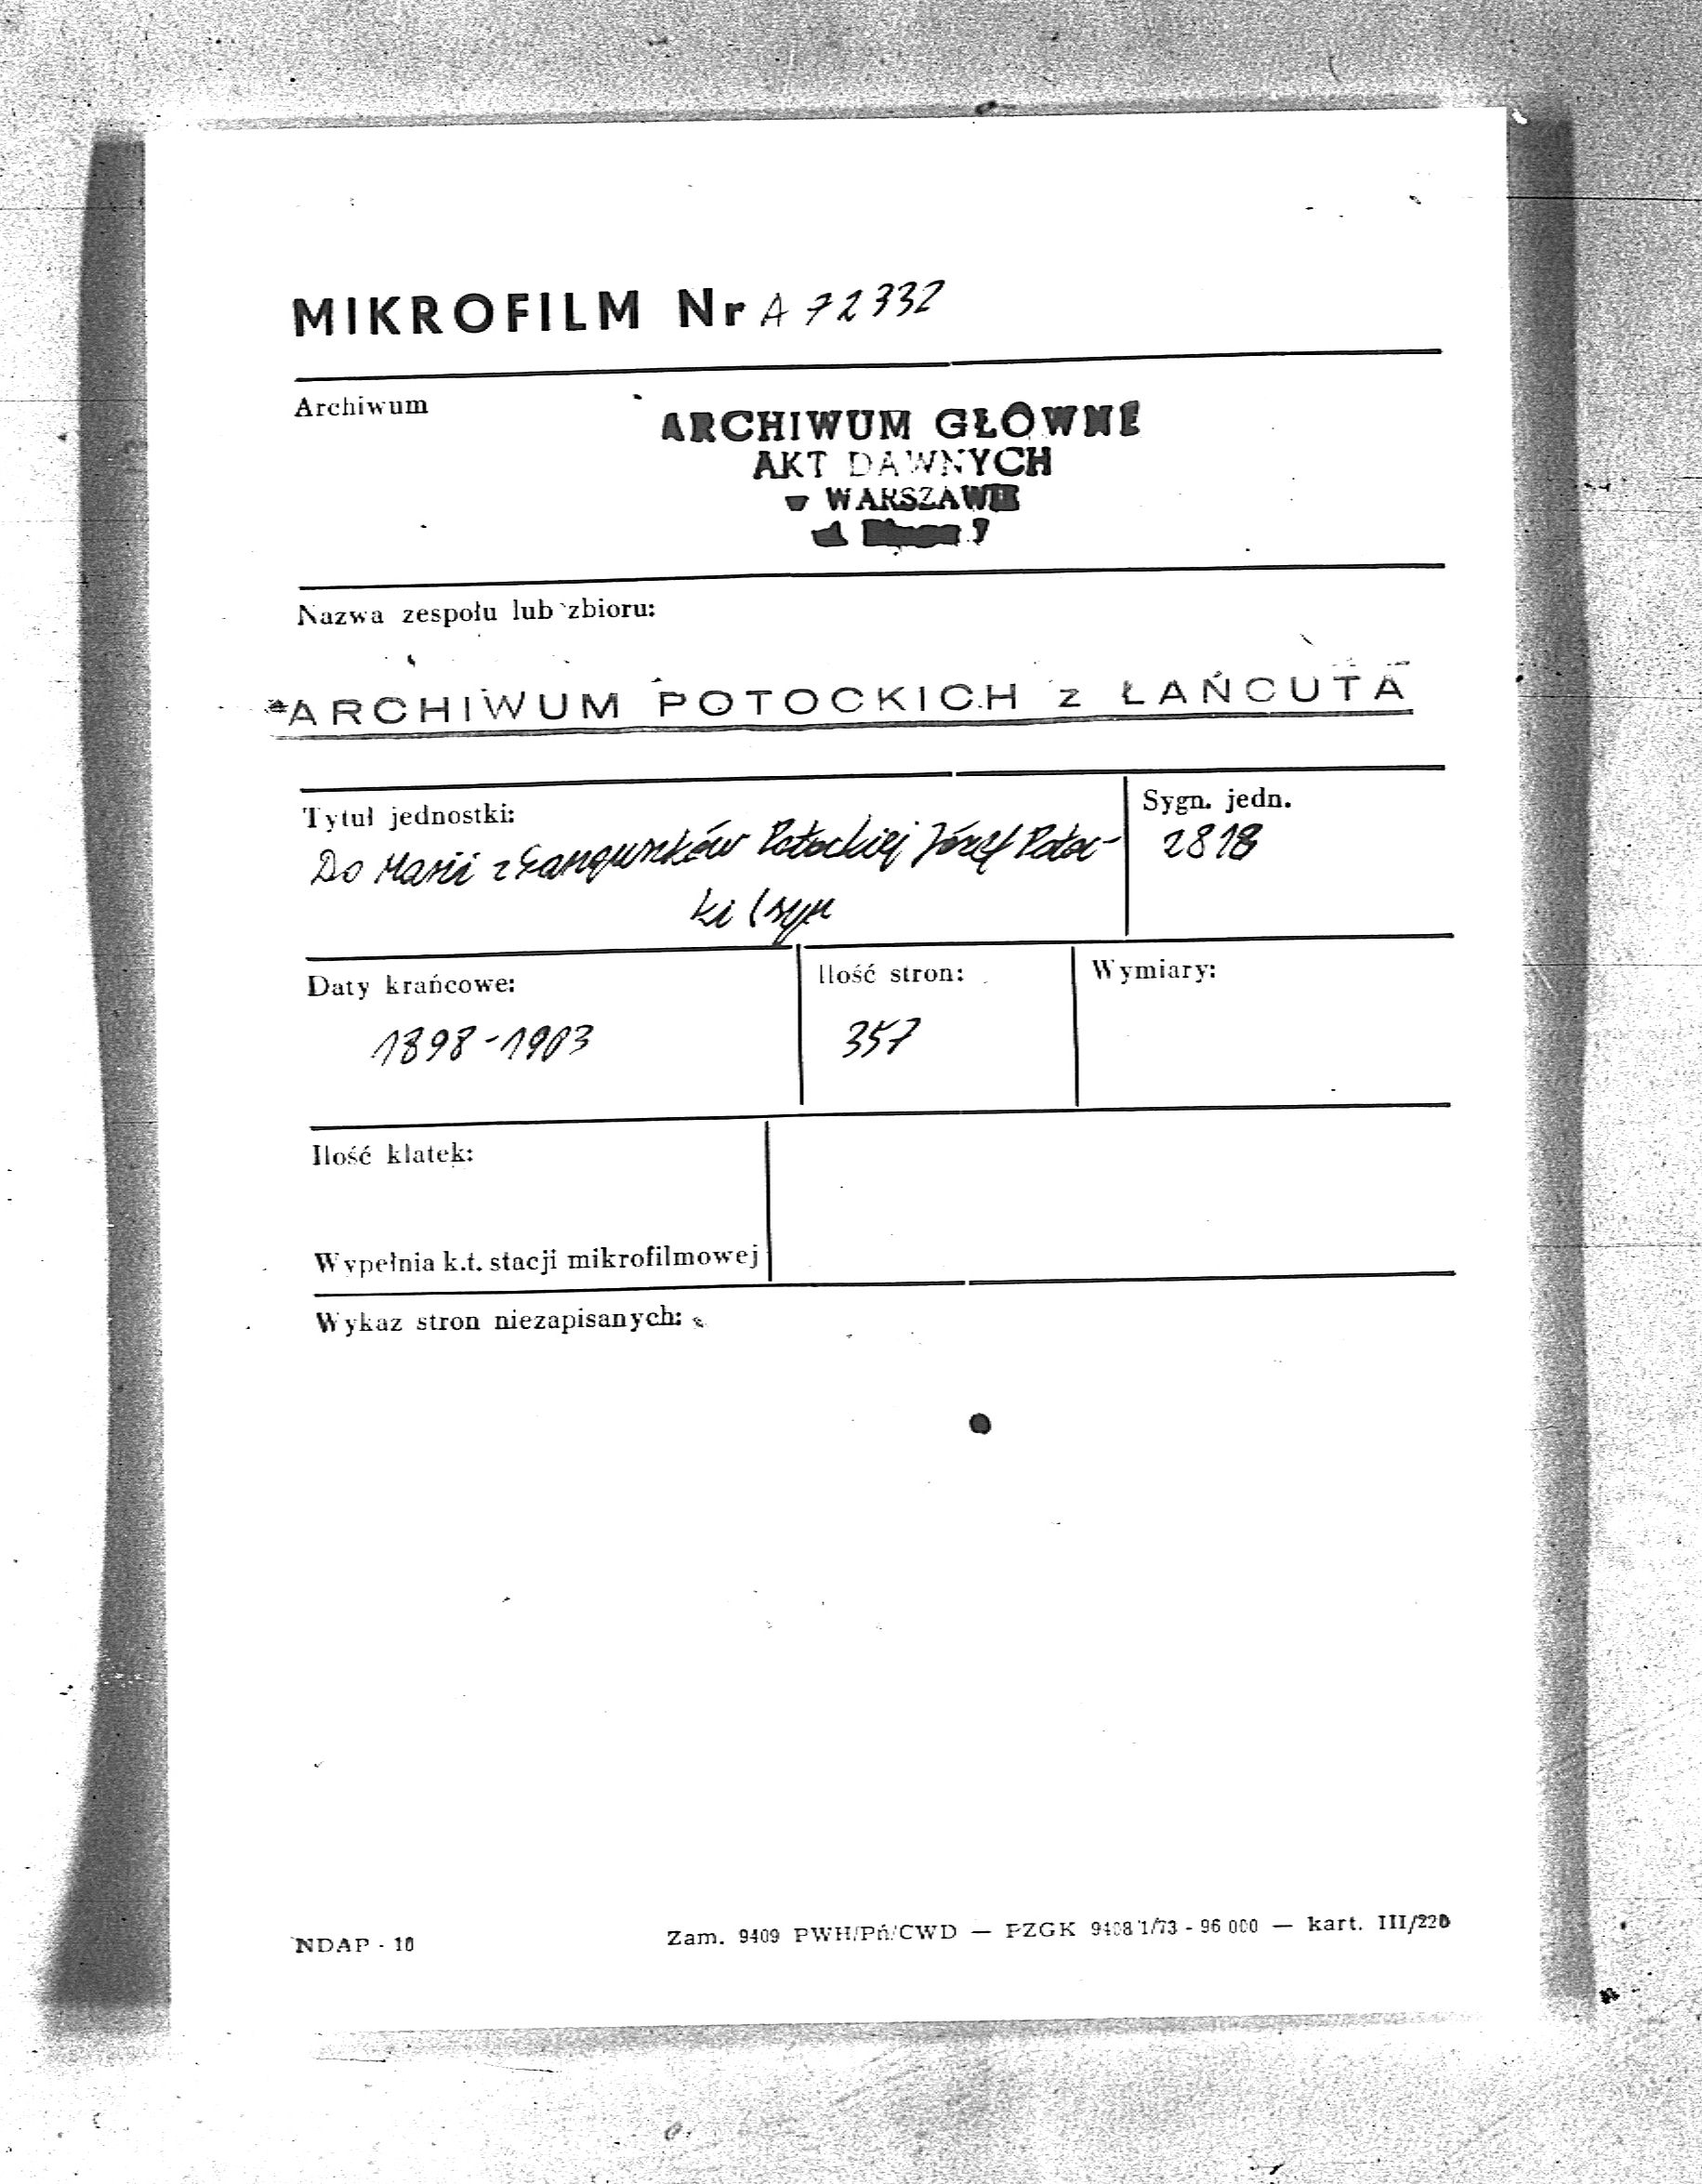 MIKROFILM Nr A 72332
Archiwum
ARCHIWUM GŁÓWNE
AKT DAWNYCH
w WARSZAWIE
ul. 7
Nazwa zespołu lub zbioru:
ARCHIWUM POTOCKICH z ŁAŃCUTA
Tytuł jednostki:
Sygn. jedn.
Do Marii z Sanguszków Potockiej Józef Potoc-
2818
ki (syn
Daty krańcowe:
Ilość stron:
Wymiary:
1898-1903
357
Ilość klatek:
Wypełnia k.t. stacji mikrofilmowej
Wykaz stron niezapisanych:
NDAP - 10
Zam. 9409 PWH/Pń/CWD — PZGK 9408/1/73 - 96 000 — kart. III/220